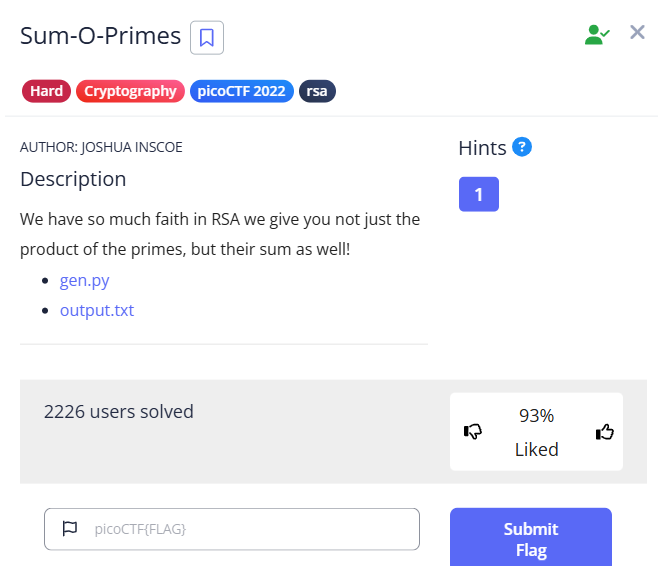 Sum-O-Primes
Hard Cryptography picoCTF 2022 rsa
AUTHOR: JOSHUA INSCOE
Hints ?
Description
1
We have so much faith in RSA we give you not just the
product of the primes, but their sum as well!
gen.py
output.txt
2226 users solved
93%
Liked
picoCTF{FLAG}
Submit
Flag